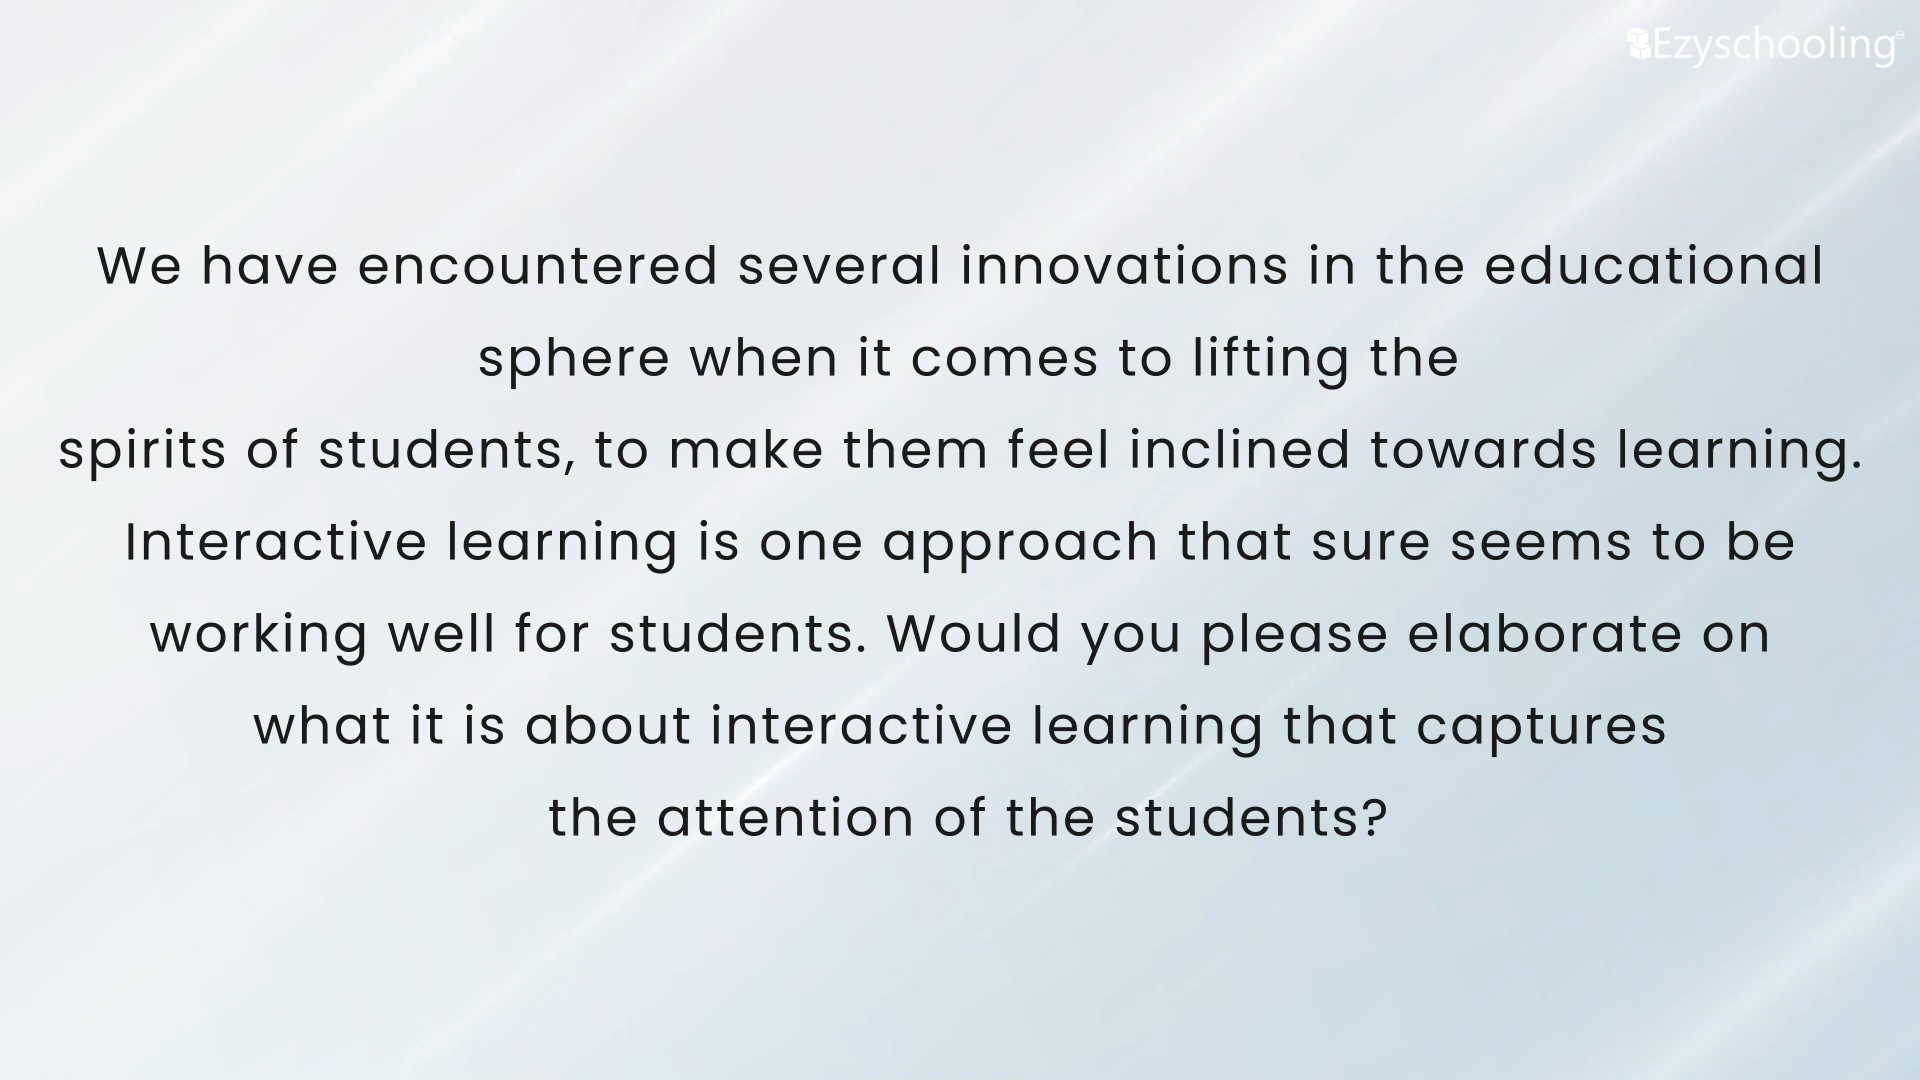 Ezyschooling
We have encountered several innovations in the educational
sphere when it comes to lifting the
spirits of students, to make them feel inclined towards learning.
Interactive learning is one approach that sure seems to be
working well for students. Would you please elaborate on
what it is about interactive learning that captures
the attention of the students?